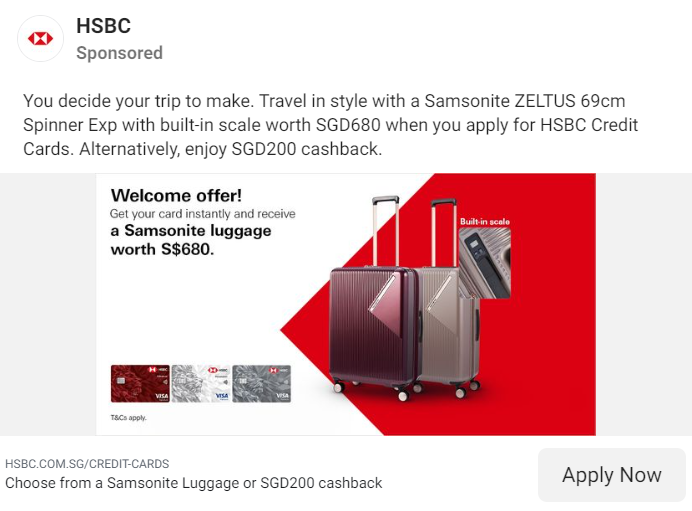 HSBC
Sponsored
You decide your trip to make. Travel in style with a Samsonite ZELTUS 69cm
Spinner Exp with built-in scale worth SGD680 when you apply for HSBC Credit
Cards. Alternatively, enjoy SGD200 cashback.
Welcome offer!
Get your card instantly and receive
a Samsonite luggage
worth S$680.
Built-in scale
HSBC
VISA
HSBC
VISA
HSBC
VISA
T&Cs apply.
HSBC.COM.SG/CREDIT-CARDS
Choose from a Samsonite Luggage or SGD200 cashback
Apply Now